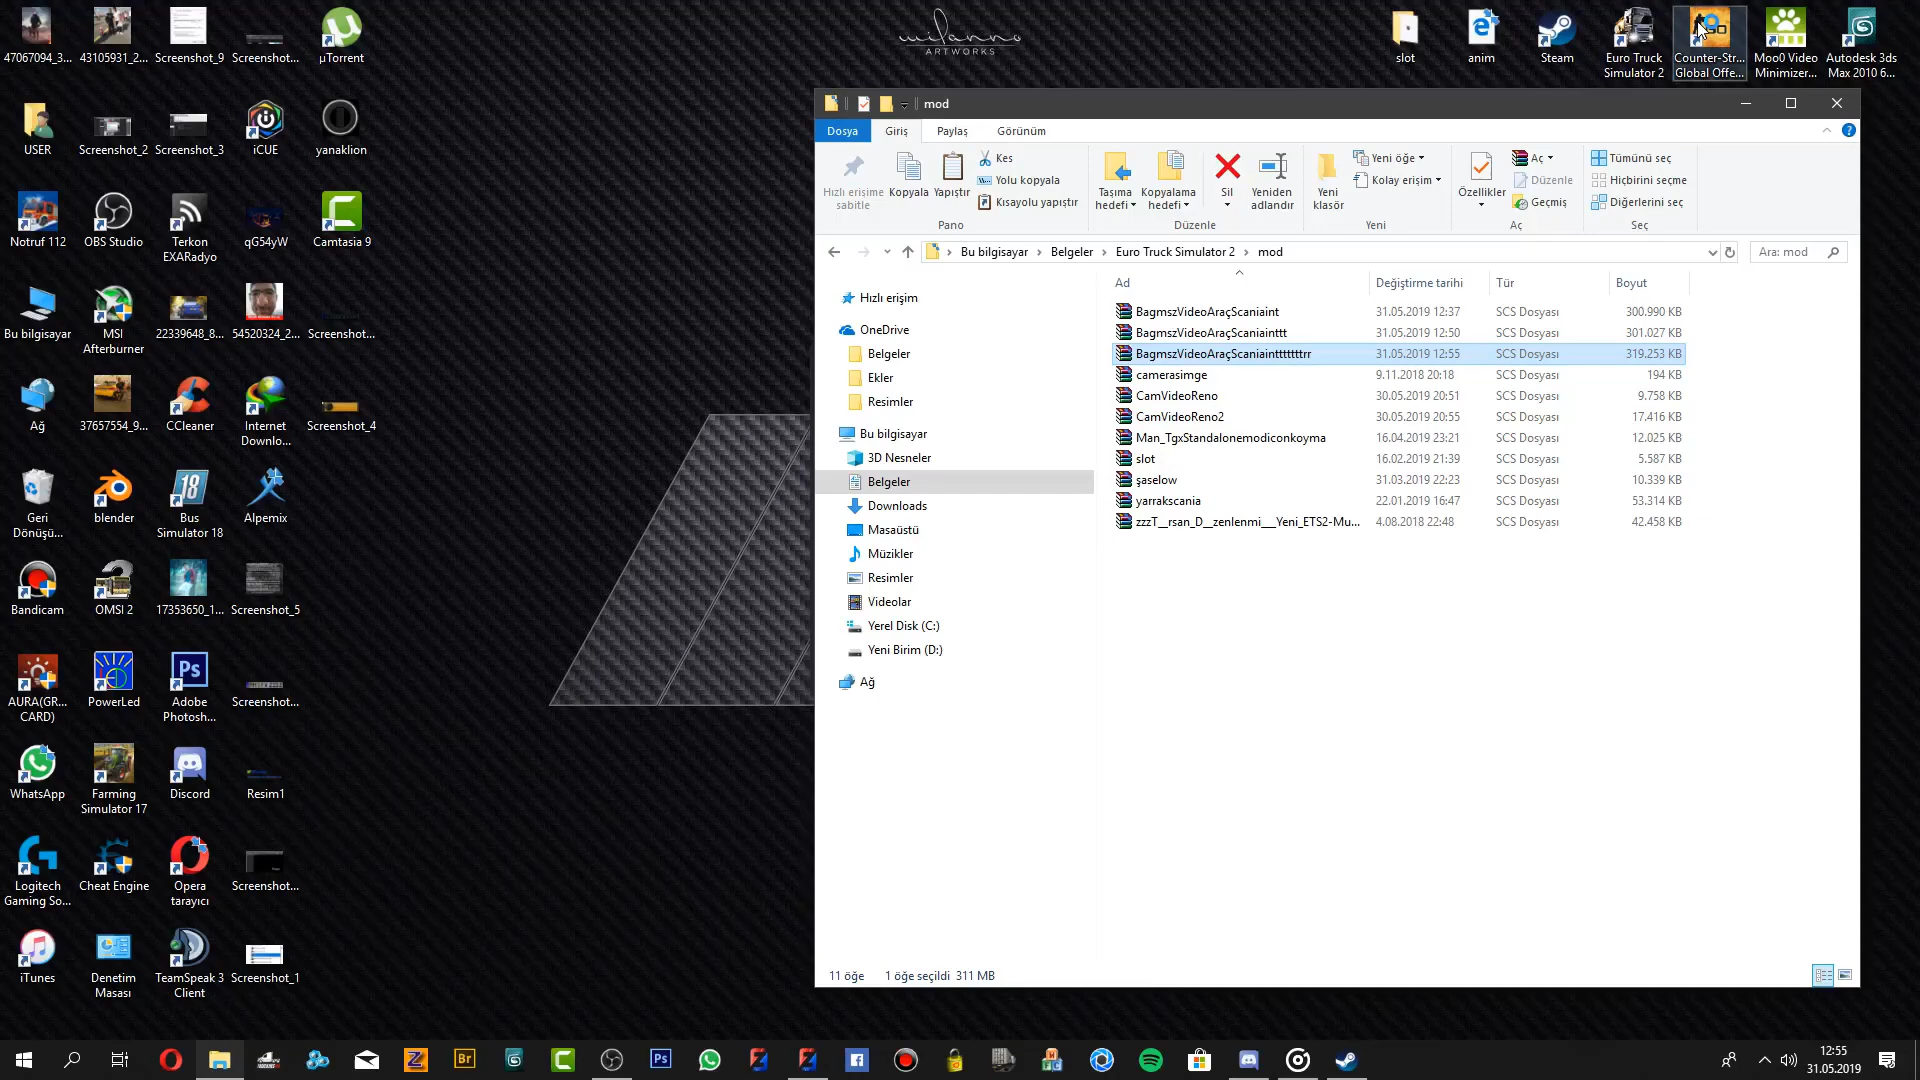 47067094_3...
43105931_2...
Screenshot_9
Screenshot...
µTorrent
milanno
ARTWORKS
slot
anim
Steam
Euro Truck
Simulator 2
Counter-Str...
Global Offe...
Moo0 Video
Minimizer...
Autodesk 3ds
Max 2010 6...
USER
Screenshot_2
Screenshot_3
iCUE
yanaklion
Notruf 112
OBS Studio
Terkon
EXARadyo
qG54yW
Camtasia 9
Bu bilgisayar
MSI
Afterburner
22339648_8...
54520324_2...
Screenshot...
Ağ
37657554_9...
CCleaner
Internet
Downlo...
Screenshot_4
Geri
Dönüşü...
blender
Bus
Simulator 18
Alpemix
Bandicam
OMSI 2
17353650_1...
Screenshot_5
AURA(GR...
CARD)
PowerLed
Adobe
Photosh...
Screenshot...
WhatsApp
Farming
Simulator 17
Discord
Resim1
Logitech
Gaming So...
Cheat Engine
Opera
tarayıcı
Screenshot...
iTunes
Denetim
Masası
TeamSpeak 3
Client
Screenshot_1
mod
Dosya
Giriş
Paylaş
Görünüm
Hızlı erişime
sabitle
Kopyala
Yapıştır
Kes
Yolu kopyala
Kısayolu yapıştır
Pano
Taşıma
hedefi
Kopyalama
hedefi
Sil
Yeniden
adlandır
Düzenle
Yeni
klasör
Yeni öğe
Kolay erişim
Yeni
Özellikler
Aç
Düzenle
Geçmiş
Aç
Tümünü seç
Hiçbirini seçme
Diğerlerini seç
Seç
Bu bilgisayar > Belgeler > Euro Truck Simulator 2 > mod
Ara: mod
Hızlı erişim
OneDrive
Belgeler
Ekler
Resimler
Bu bilgisayar
3D Nesneler
Belgeler
Downloads
Masaüstü
Müzikler
Resimler
Videolar
Yerel Disk (C:)
Yeni Birim (D:)
Ağ
Ad Değiştirme tarihi Tür Boyut
BagmszVideoAraçScaniaint 31.05.2019 12:37 SCS Dosyası 300.990 KB
BagmszVideoAraçScaniainttt 31.05.2019 12:50 SCS Dosyası 301.027 KB
BagmszVideoAraçScaniainttttttttrr 31.05.2019 12:55 SCS Dosyası 319.253 KB
camerasimge 9.11.2018 20:18 SCS Dosyası 194 KB
CamVideoReno 30.05.2019 20:51 SCS Dosyası 9.758 KB
CamVideoReno2 30.05.2019 20:55 SCS Dosyası 17.416 KB
Man_TgxStandalonemodiconkoyma 16.04.2019 23:21 SCS Dosyası 12.025 KB
slot 16.02.2019 21:39 SCS Dosyası 5.587 KB
şaselow 31.03.2019 22:23 SCS Dosyası 10.339 KB
yarrakscania 22.01.2019 16:47 SCS Dosyası 53.314 KB
zzzT__rsan_D__zenlenmi___Yeni_ETS2-Mu... 4.08.2018 22:48 SCS Dosyası 42.458 KB
11 öğe 1 öğe seçildi 311 MB
12:55
31.05.2019